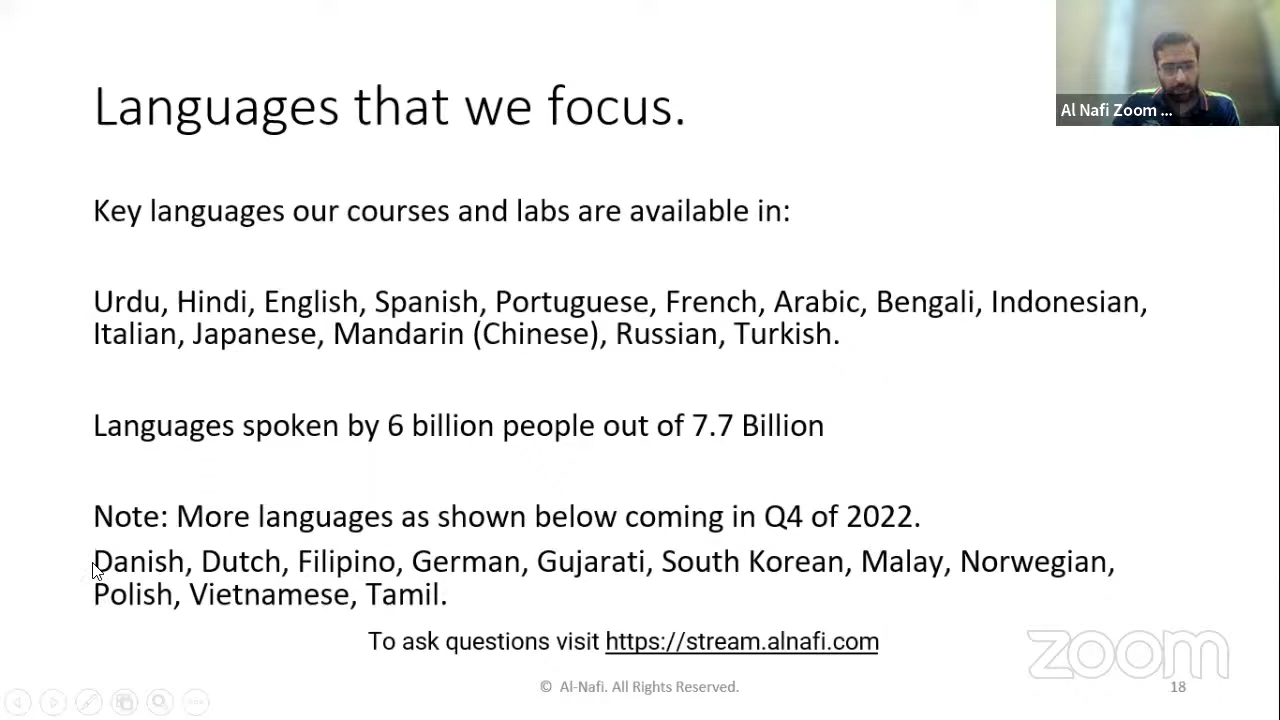 Al Nafi Zoom ...
Languages that we focus.
Key languages our courses and labs are available in:
Urdu, Hindi, English, Spanish, Portuguese, French, Arabic, Bengali, Indonesian,
Italian, Japanese, Mandarin (Chinese), Russian, Turkish.
Languages spoken by 6 billion people out of 7.7 Billion
Note: More languages as shown below coming in Q4 of 2022.
Danish, Dutch, Filipino, German, Gujarati, South Korean, Malay, Norwegian,
Polish, Vietnamese, Tamil.
To ask questions visit https://stream.alnafi.com
zoom
© Al-Nafi. All Rights Reserved.
18